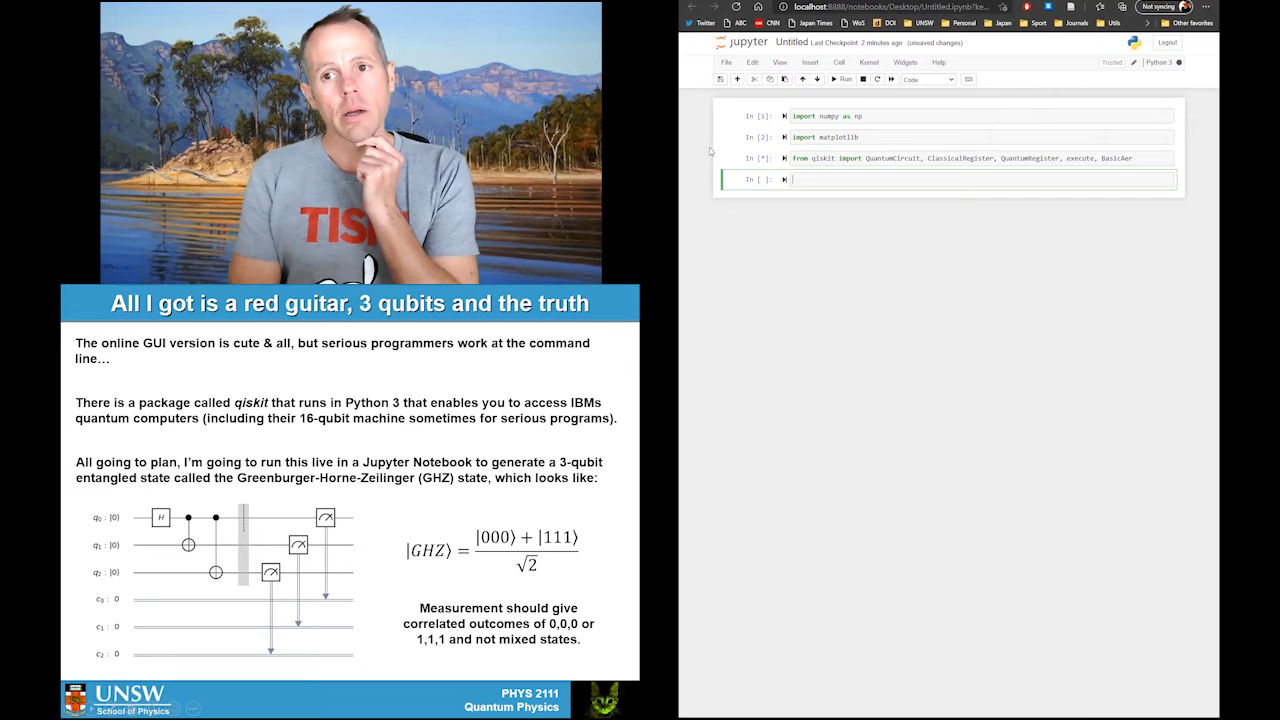 TIS
All I got is a red guitar, 3 qubits and the truth
The online GUI version is cute & all, but serious programmers work at the command
line…
There is a package called qiskit that runs in Python 3 that enables you to access IBMs
quantum computers (including their 16-qubit machine sometimes for serious programs).
All going to plan, I'm going to run this live in a Jupyter Notebook to generate a 3-qubit
entangled state called the Greenburger-Horne-Zeilinger (GHZ) state, which looks like:
q₀ : |0⟩
H
q₁ : |0⟩
q₂ : |0⟩
c₀ : 0
c₁ : 0
c₂ : 0
|GHZ⟩ = |000⟩ + |111⟩
√2
Measurement should give
correlated outcomes of 0,0,0 or
1,1,1 and not mixed states.
UNSW
School of Physics
PHYS 2111
Quantum Physics
localhost:8888/notebooks/Desktop/Untitled.ipynb?ke...
Not syncing
Twitter ABC CNN Japan Times WoS Other UNSW Personal Japan Sport Journals Utils Other favorites
jupyter Untitled Last Checkpoint: 2 minutes ago (unsaved changes)
Logout
File Edit View Insert Cell Kernel Widgets Help
Trusted Python 3
Run Code
In [1]: import numpy as np
In [2]: import matplotlib
In [*]: from qiskit import QuantumCircuit, ClassicalRegister, QuantumRegister, execute, BasicAer
In [ ]: